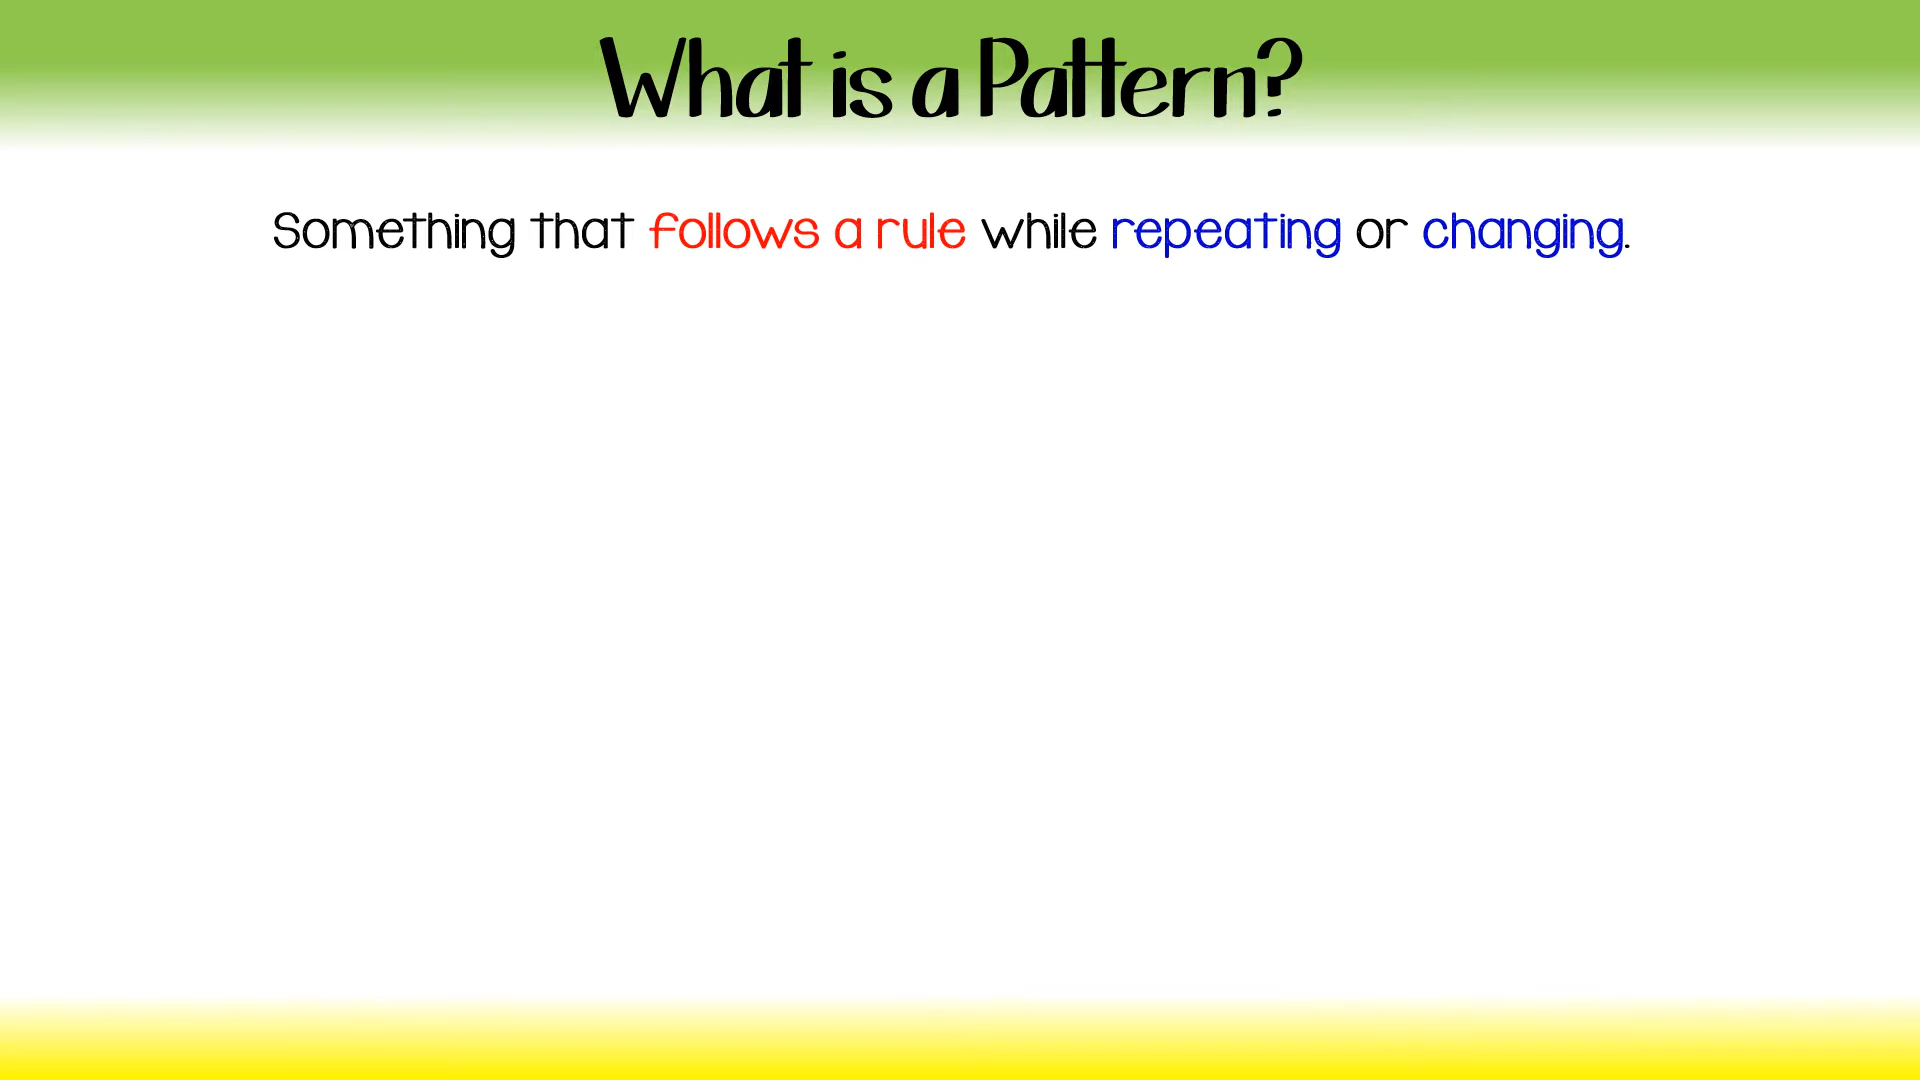 What is a Pattern?
Something that follows a rule while repeating or changing.